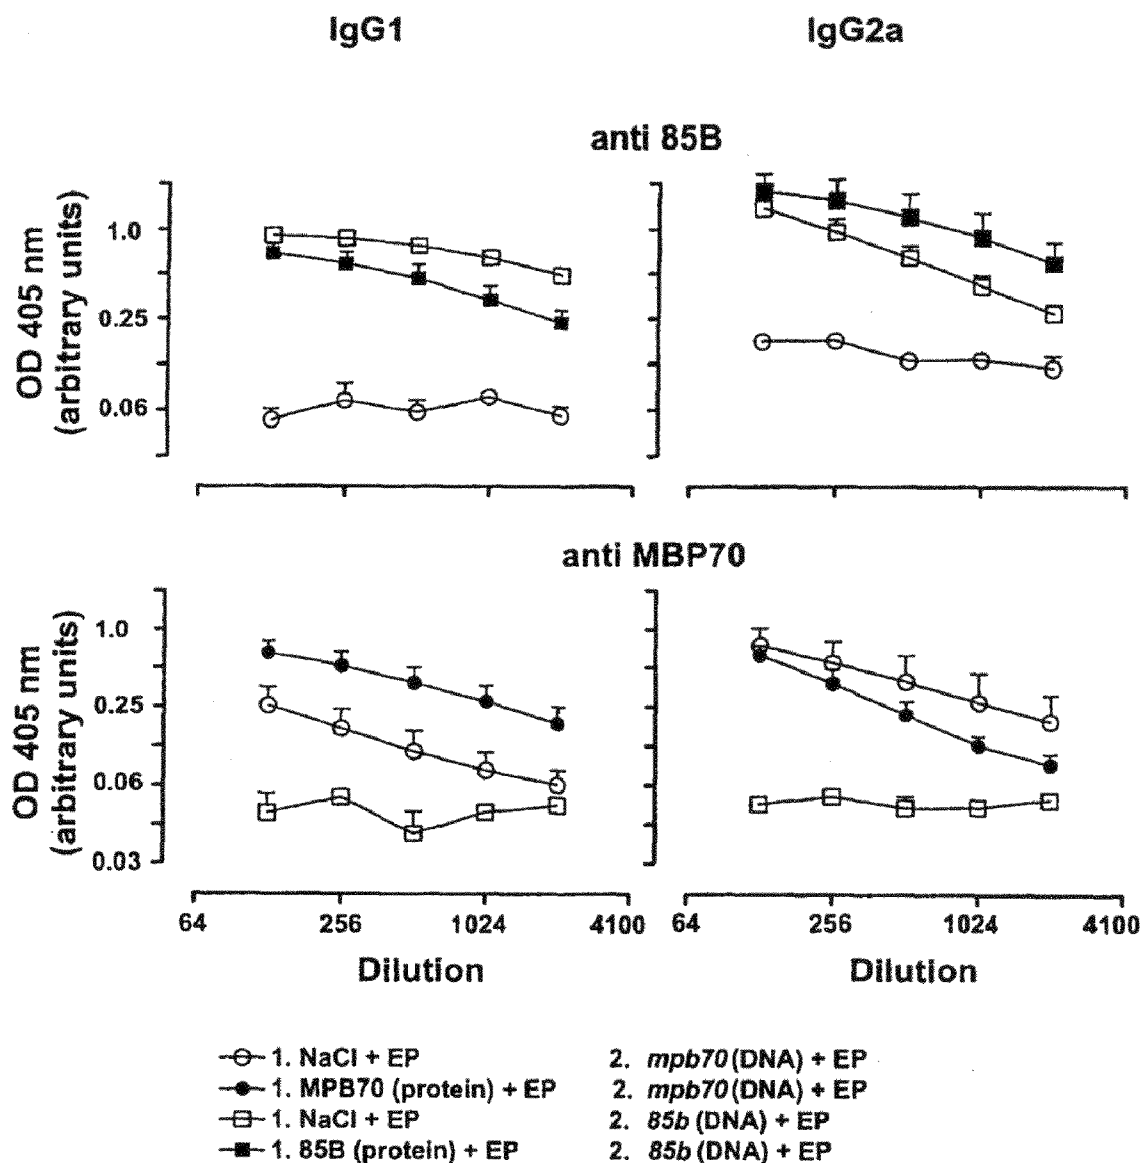 IgG1 IgG2a
anti 85B
OD 405 nm
(arbitrary units)
1.0
0.25
0.06
anti MBP70
OD 405 nm
(arbitrary units)
1.0
0.25
0.06
0.03
64 256 1024 4100 64 256 1024 4100
Dilution Dilution
1. NaCl + EP 2. mpb70 (DNA) + EP
1. MPB70 (protein) + EP 2. mpb70 (DNA) + EP
1. NaCl + EP 2. 85b (DNA) + EP
1. 85B (protein) + EP 2. 85b (DNA) + EP